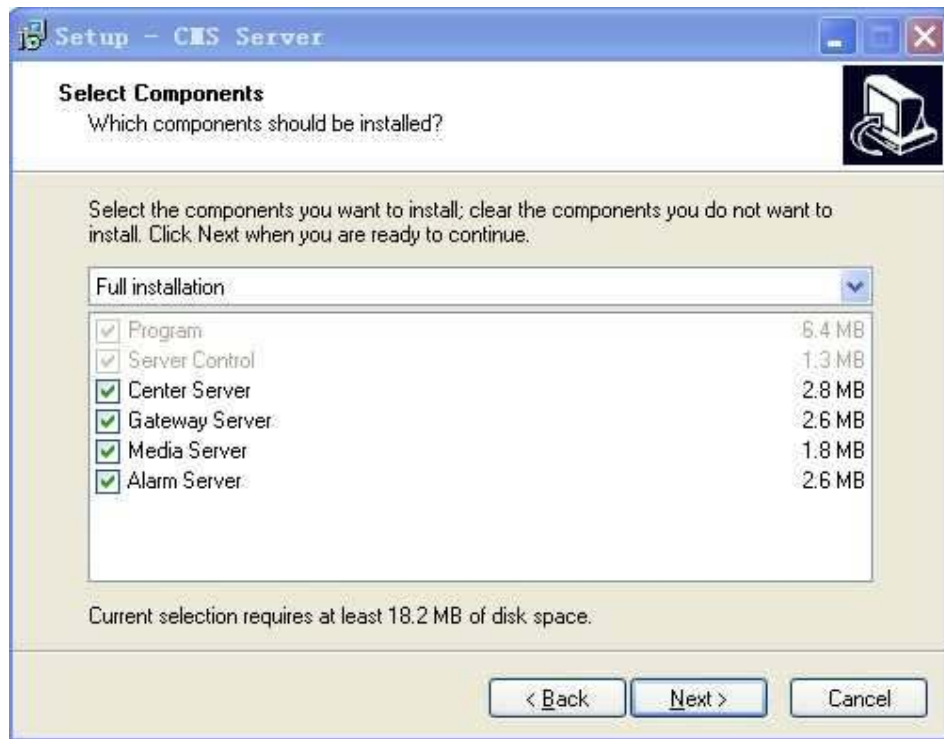 Setup - CMS Server
Select Components
Which components should be installed?
Select the components you want to install; clear the components you do not want to
install. Click Next when you are ready to continue.
Full installation
Program 6.4 MB
Server Control 1.3 MB
Center Server 2.8 MB
Gateway Server 2.6 MB
Media Server 1.8 MB
Alarm Server 2.6 MB
Current selection requires at least 18.2 MB of disk space.
< Back Next > Cancel